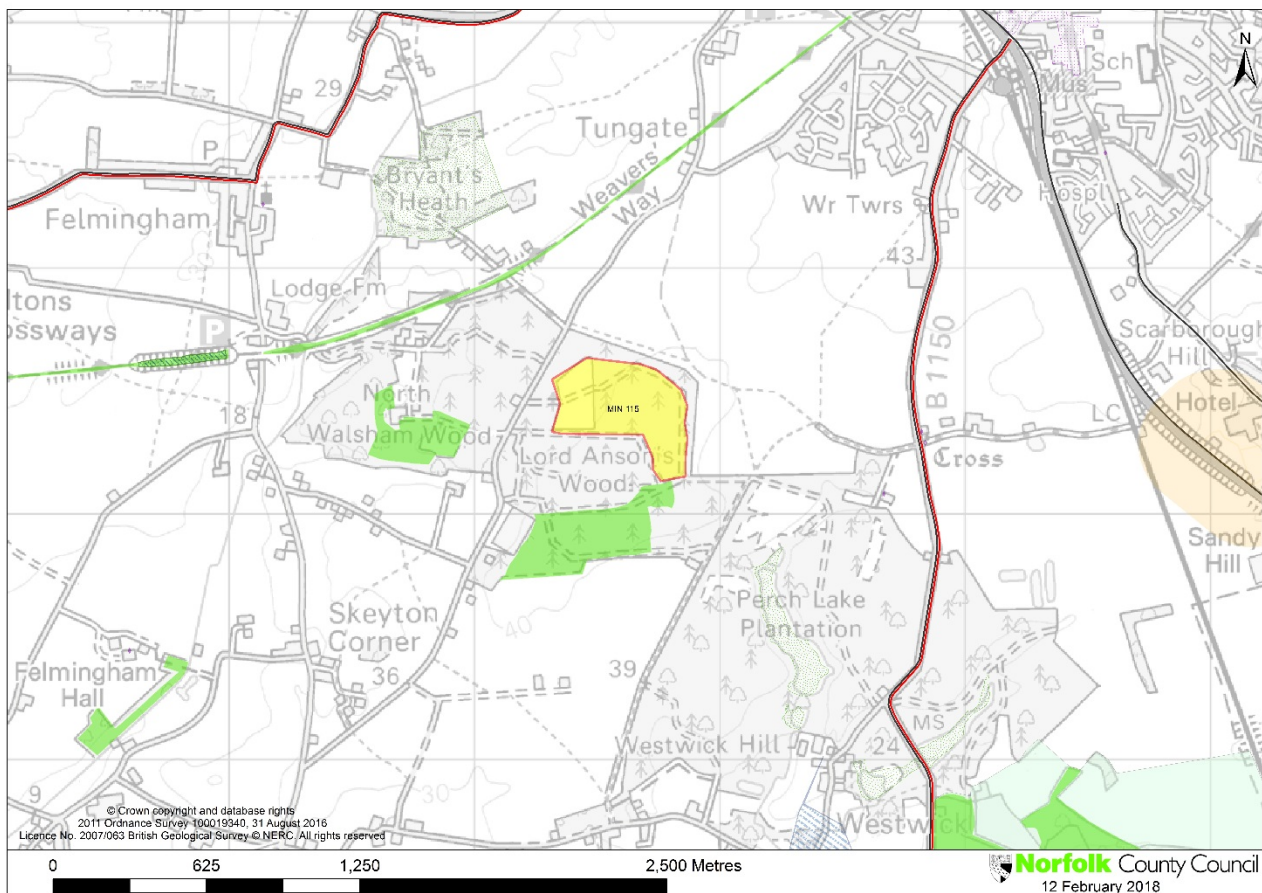 N
Sch
Mus
29
Tungate
P
Bryant's
Heath
Weavers'
Way
Hospl
Felmingham
Wr Twrs
43
30
Lodge Fm
ltons
ossways
P
Scarborough
Hill
B1150
North
Walsham Wood
MIN 115
18
LC
Hotel
Lord Anson's
Wood
Cross
Sandy
Hill
Skeyton
Corner
40
Perch Lake
Plantation
Felmingham
Hall
36
39
MS
Westwick Hill
24
9
30
Westwick
© Crown copyright and database rights
2011 Ordnance Survey 100019340, 31 August 2016
Licence No. 2007/063 British Geological Survey © NERC. All rights reserved
0 625 1,250 2,500 Metres
Norfolk County Council
12 February 2018